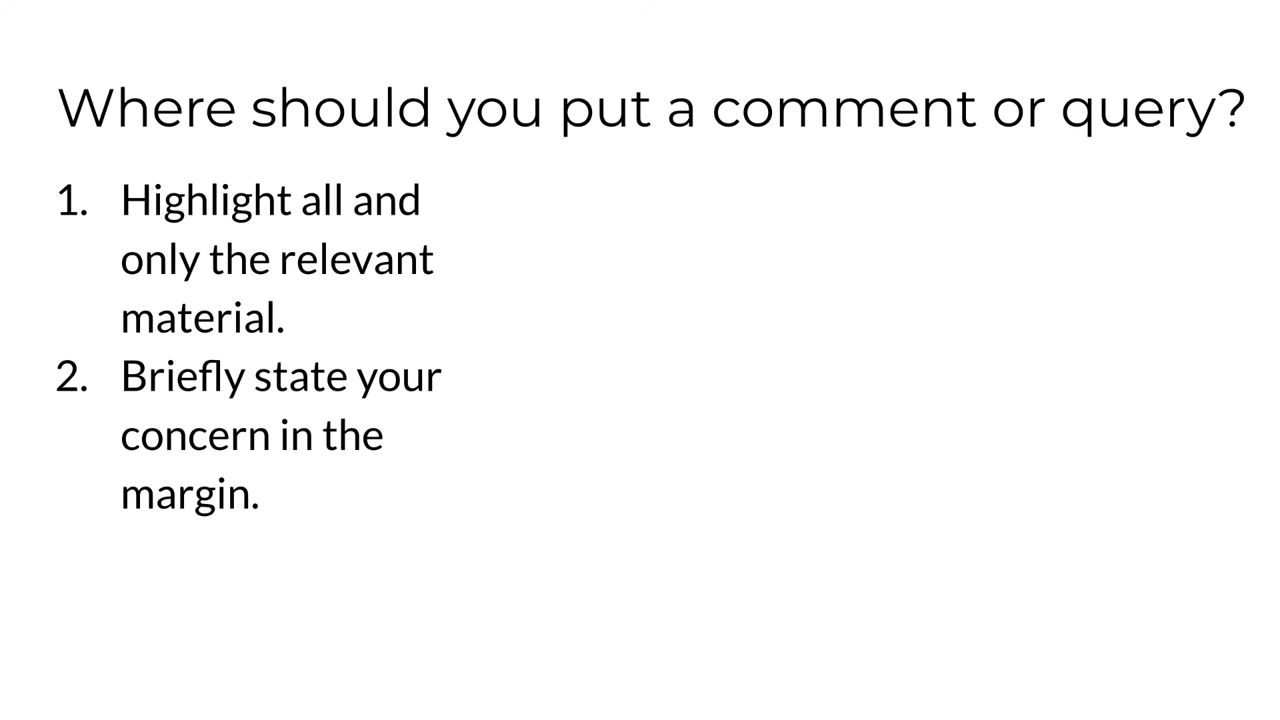 Where should you put a comment or query?
1. Highlight all and
only the relevant
material.
2. Briefly state your
concern in the
margin.